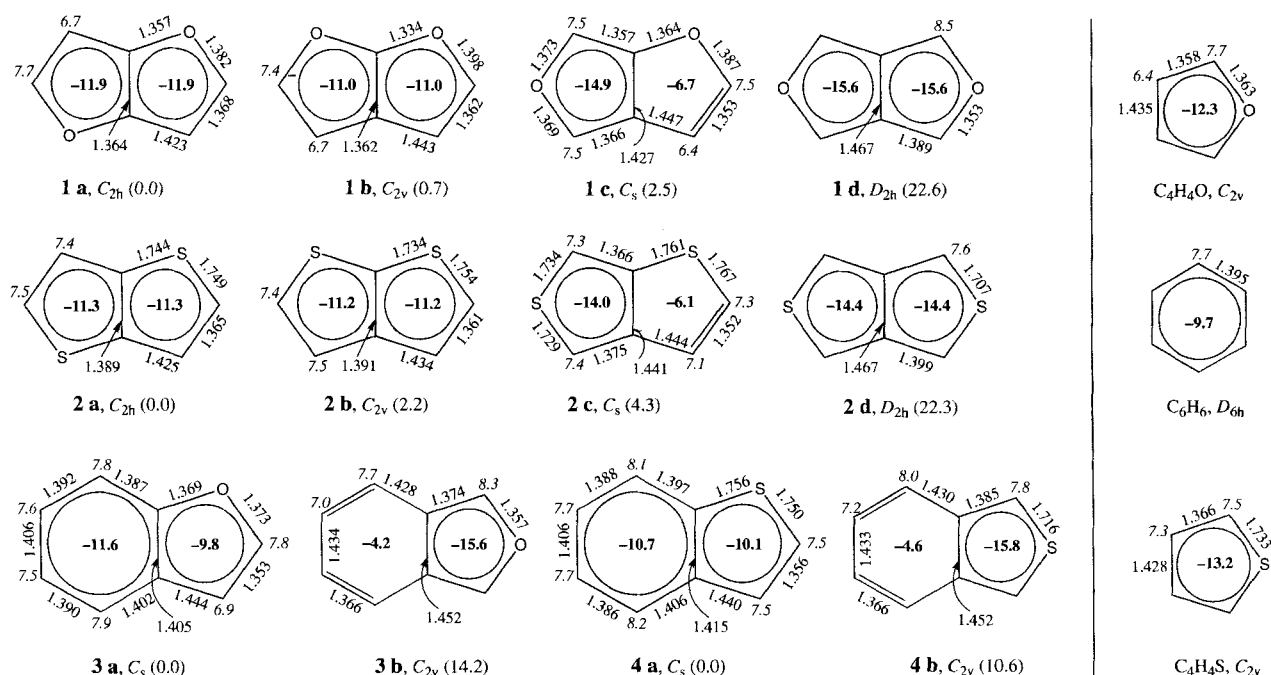 6.7 1.357 O
1.382
7.7 −11.9 −11.9
1.368
O
1.364 1.423
1 a, C2h (0.0)
O 1.334 O
1.398
7.4 −11.0 −11.0
1.362
6.7 1.362 1.443
1 b, C2v (0.7)
7.5 1.357 1.364 O
1.373 1.387
O −14.9 −6.7 7.5
1.369 1.447 1.353
7.5 1.366 1.427 6.4
1 c, Cs (2.5)
8.5
O −15.6 −15.6 O
1.353
1.467 1.389
1 d, D2h (22.6)
1.358 7.7
6.4 1.363
1.435 −12.3 O
C4H4O, C2v
7.4 1.744 S
1.749
7.5 −11.3 −11.3
1.365
S
1.389 1.425
2 a, C2h (0.0)
S 1.734 S
1.754
7.4 −11.2 −11.2
1.361
7.5 1.391 1.434
2 b, C2v (2.2)
7.3 1.366 1.761 S
1.734 1.767
S −14.0 −6.1 7.3
1.729 1.444 1.352
7.4 1.375 1.441 7.1
2 c, Cs (4.3)
7.6
1.707
S −14.4 −14.4 S
1.467 1.399
2 d, D2h (22.3)
7.7
1.395
−9.7
C6H6, D6h
7.8
1.392 1.387 1.369 O
7.6 1.373
1.406 −11.6 −9.8 7.8
7.5 1.353
1.390 1.402 1.444 6.9
7.9 1.405
3 a, Cs (0.0)
7.7 1.428 8.3
7.0 1.374 1.357
1.434 −4.2 −15.6 O
1.366
1.452
3 b, C2v (14.2)
8.1
1.388 1.397 1.756 S
7.7 1.750
1.406 −10.7 −10.1 7.5
7.7 1.356
1.386 1.406 1.440 7.5
8.2 1.415
4 a, Cs (0.0)
8.0 1.430 1.385 7.8
7.2 1.716
1.433 −4.6 −15.8 S
1.366
1.452
4 b, C2v (10.6)
1.366 7.5
7.3 1.733
1.428 −13.2 S
C4H4S, C2v